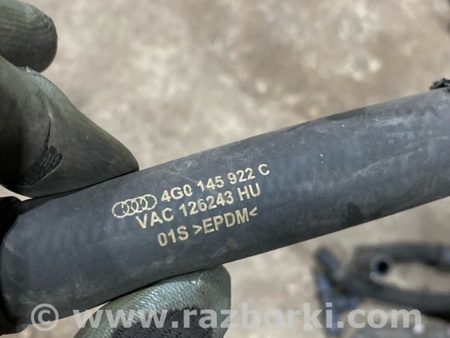 4G0 145 922 C
VAC 126243 HU
01S >EPDM<
© - www.razborki.com